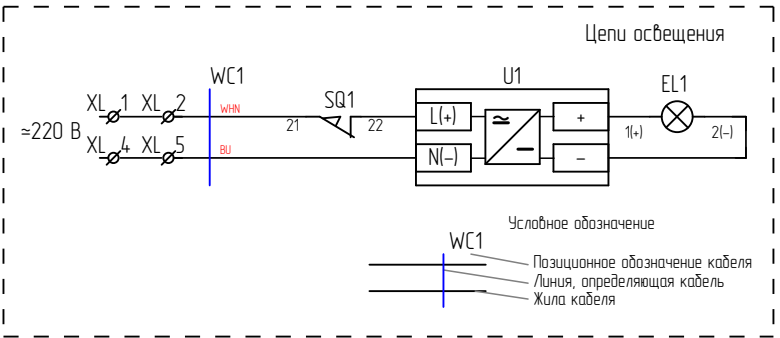 Цепи освещения
WC1
U1
XL 1 XL 2
WHN
SQ1
L(+)
+
EL1
21
22
1(+)
2(-)
≃220 В
XL 4 XL 5
BU
N(-)
-
Условное обозначение
WC1
Позиционное обозначение кабеля
Линия, определяющая кабель
Жила кабеля